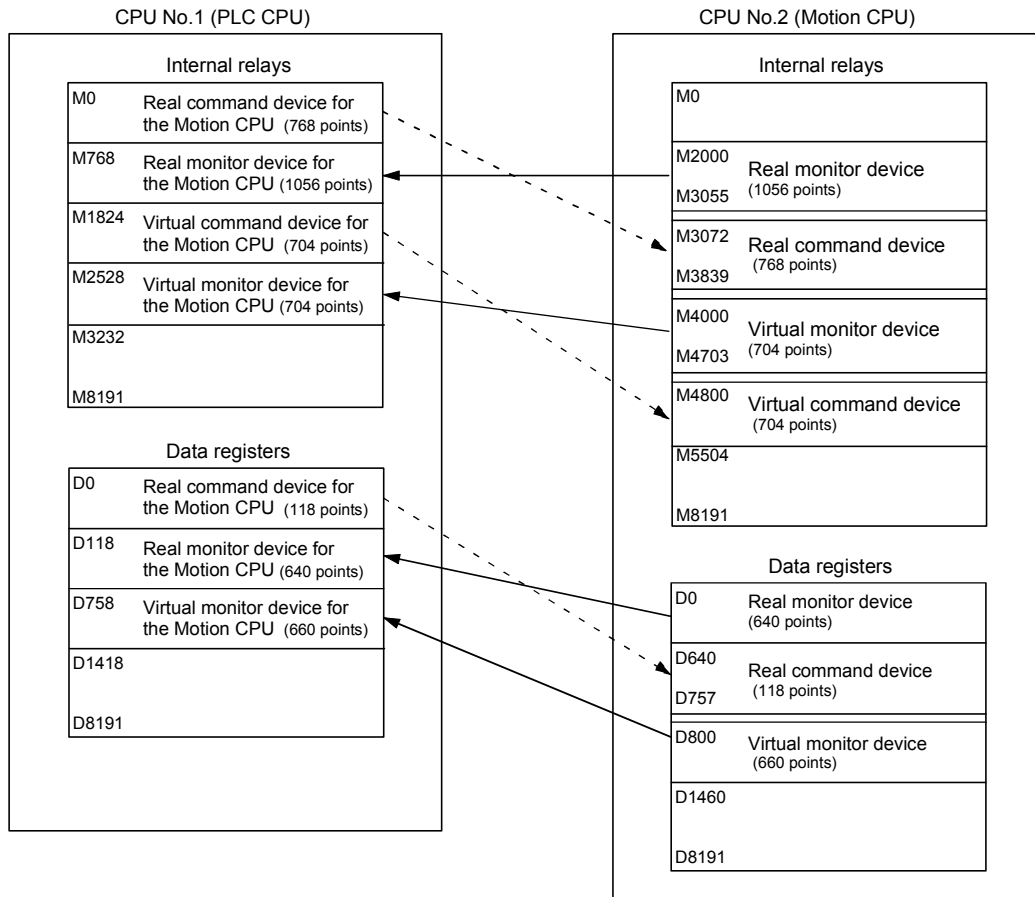 CPU No.1 (PLC CPU)
Internal relays
M0
Real command device for
the Motion CPU (768 points)
M768
Real monitor device for
the Motion CPU (1056 points)
M1824
Virtual command device for
the Motion CPU (704 points)
M2528
Virtual monitor device for
the Motion CPU (704 points)
M3232
M8191
Data registers
D0
Real command device for
the Motion CPU (118 points)
D118
Real monitor device for
the Motion CPU (640 points)
D758
Virtual monitor device for
the Motion CPU (660 points)
D1418
D8191
CPU No.2 (Motion CPU)
Internal relays
M0
M2000
Real monitor device
(1056 points)
M3055
M3072
Real command device
(768 points)
M3839
M4000
Virtual monitor device
(704 points)
M4703
M4800
Virtual command device
(704 points)
M5504
M8191
Data registers
D0
Real monitor device
(640 points)
D640
Real command device
(118 points)
D757
D800
Virtual monitor device
(660 points)
D1460
D8191